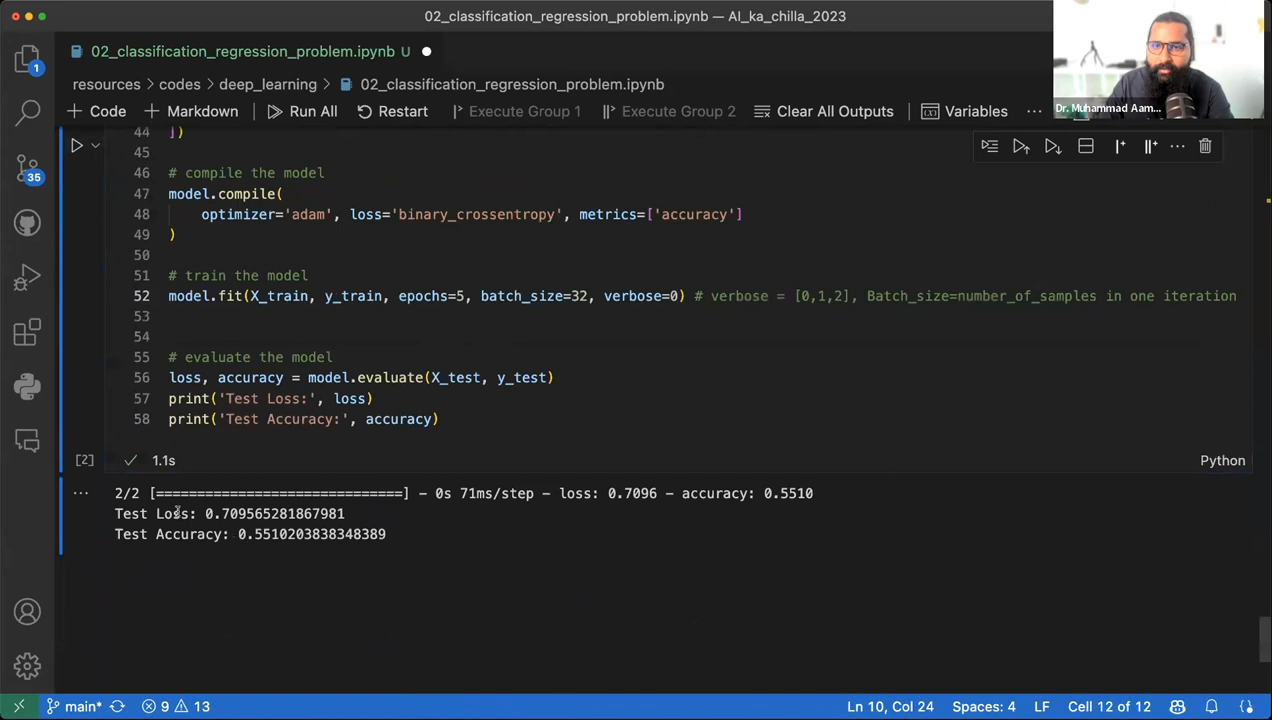 02_classification_regression_problem.ipynb — AI_ka_chilla_2023
02_classification_regression_problem.ipynb U
resources > codes > deep_learning > 02_classification_regression_problem.ipynb
+ Code + Markdown Run All Restart Execute Group 1 Execute Group 2 Clear All Outputs Variables ...
Dr. Muhammad Aam...
1
35
44 ])
45
46 # compile the model
47 model.compile(
48 optimizer='adam', loss='binary_crossentropy', metrics=['accuracy']
49 )
50
51 # train the model
52 model.fit(X_train, y_train, epochs=5, batch_size=32, verbose=0) # verbose = [0,1,2], Batch_size=number_of_samples in one iteration
53
54
55 # evaluate the model
56 loss, accuracy = model.evaluate(X_test, y_test)
57 print('Test Loss:', loss)
58 print('Test Accuracy:', accuracy)
[2] 1.1s Python
... 2/2 [==============================] - 0s 71ms/step - loss: 0.7096 - accuracy: 0.5510
Test Loss: 0.709565281867981
Test Accuracy: 0.5510203838348389
main* 9 13 Ln 10, Col 24 Spaces: 4 LF Cell 12 of 12